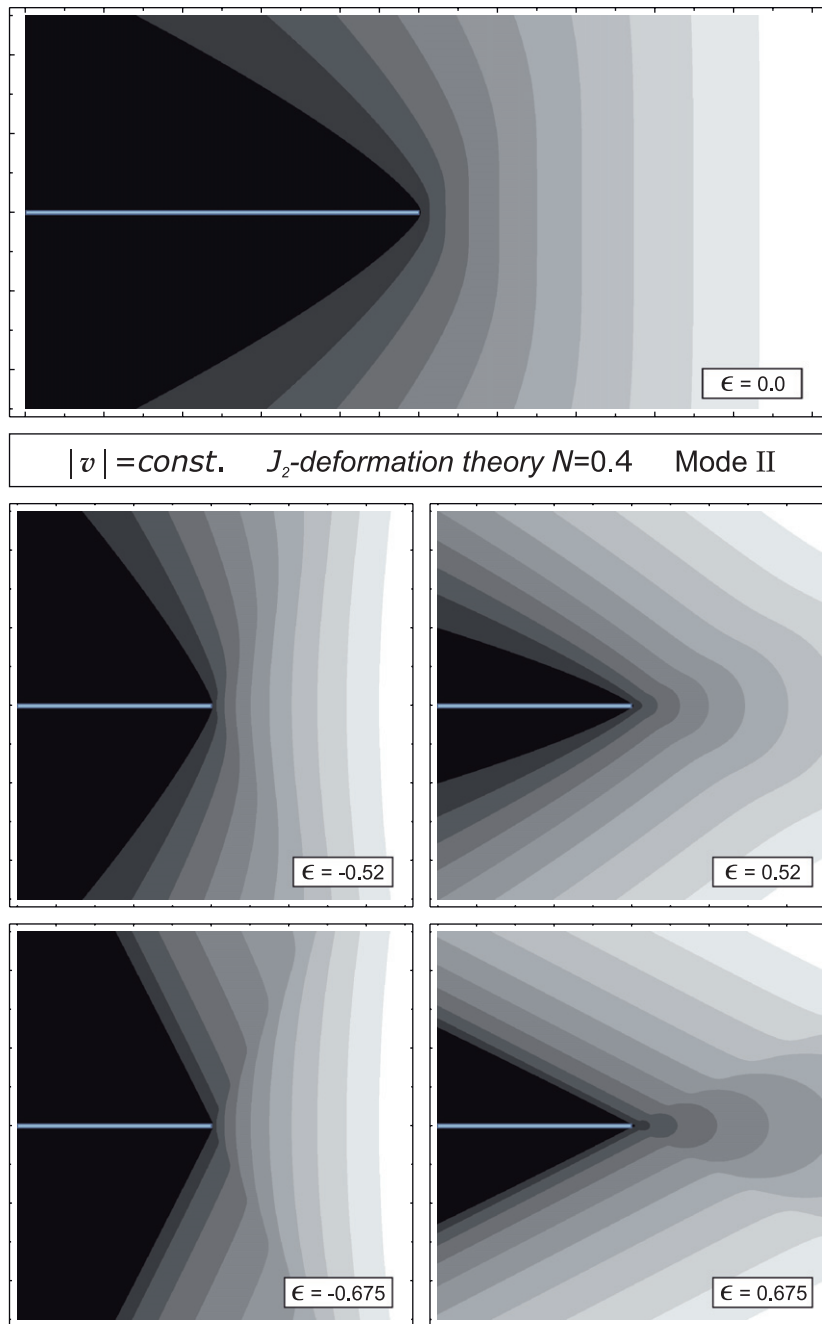 ϵ = 0.0
|v|=const. J₂-deformation theory N=0.4 Mode II
ϵ = -0.52
ϵ = 0.52
ϵ = -0.675
ϵ = 0.675